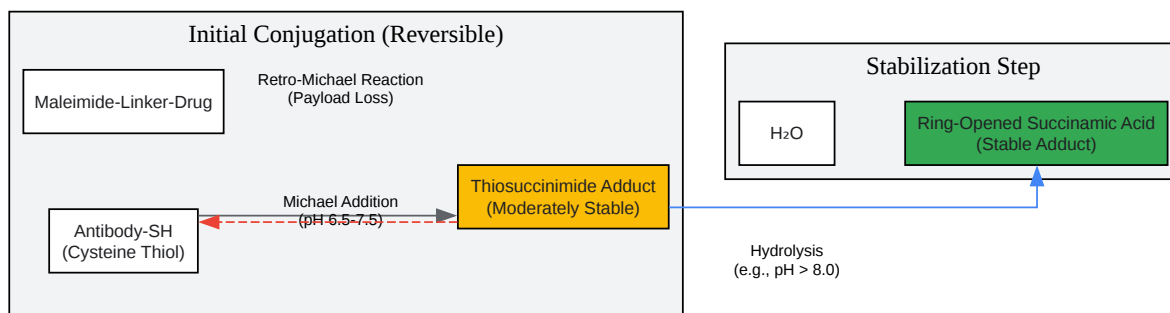 Initial Conjugation (Reversible)
Maleimide-Linker-Drug
Retro-Michael Reaction
(Payload Loss)
Michael Addition
(pH 6.5-7.5)
Antibody-SH
(Cysteine Thiol)
Thiosuccinimide Adduct
(Moderately Stable)
Stabilization Step
H₂O
Ring-Opened Succinamic Acid
(Stable Adduct)
Hydrolysis
(e.g., pH > 8.0)